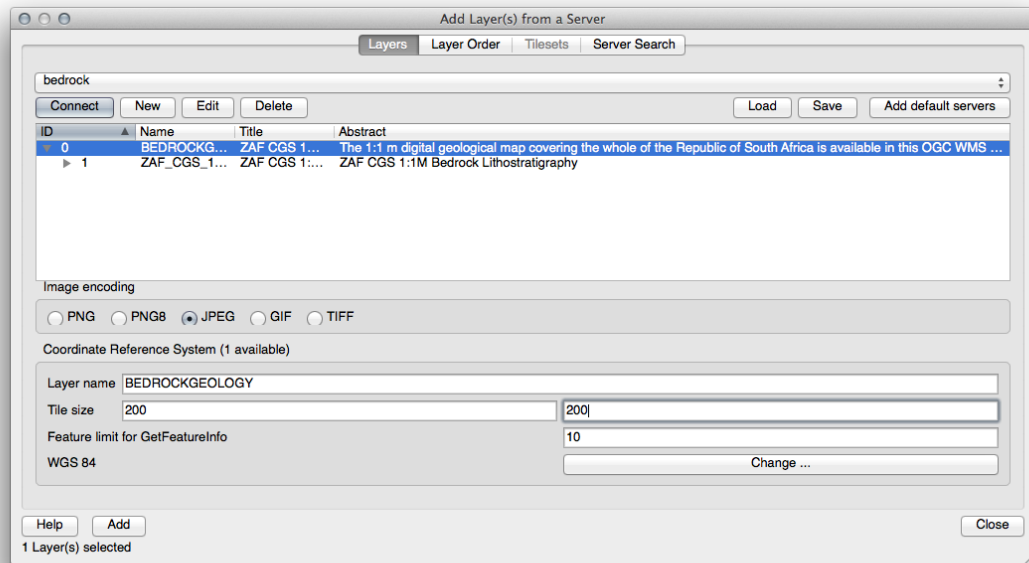 Add Layer(s) from a Server
Layers Layer Order Tilesets Server Search
bedrock
Connect New Edit Delete Load Save Add default servers
ID Name Title Abstract
0 BEDROCKG... ZAF CGS 1... The 1:1 m digital geological map covering the whole of the Republic of South Africa is available in this OGC WMS ...
1 ZAF_CGS_1... ZAF CGS 1:... ZAF CGS 1:1M Bedrock Lithostratigraphy
Image encoding
PNG PNG8 JPEG GIF TIFF
Coordinate Reference System (1 available)
Layer name BEDROCKGEOLOGY
Tile size 200 200
Feature limit for GetFeatureInfo 10
WGS 84 Change ...
Help Add Close
1 Layer(s) selected